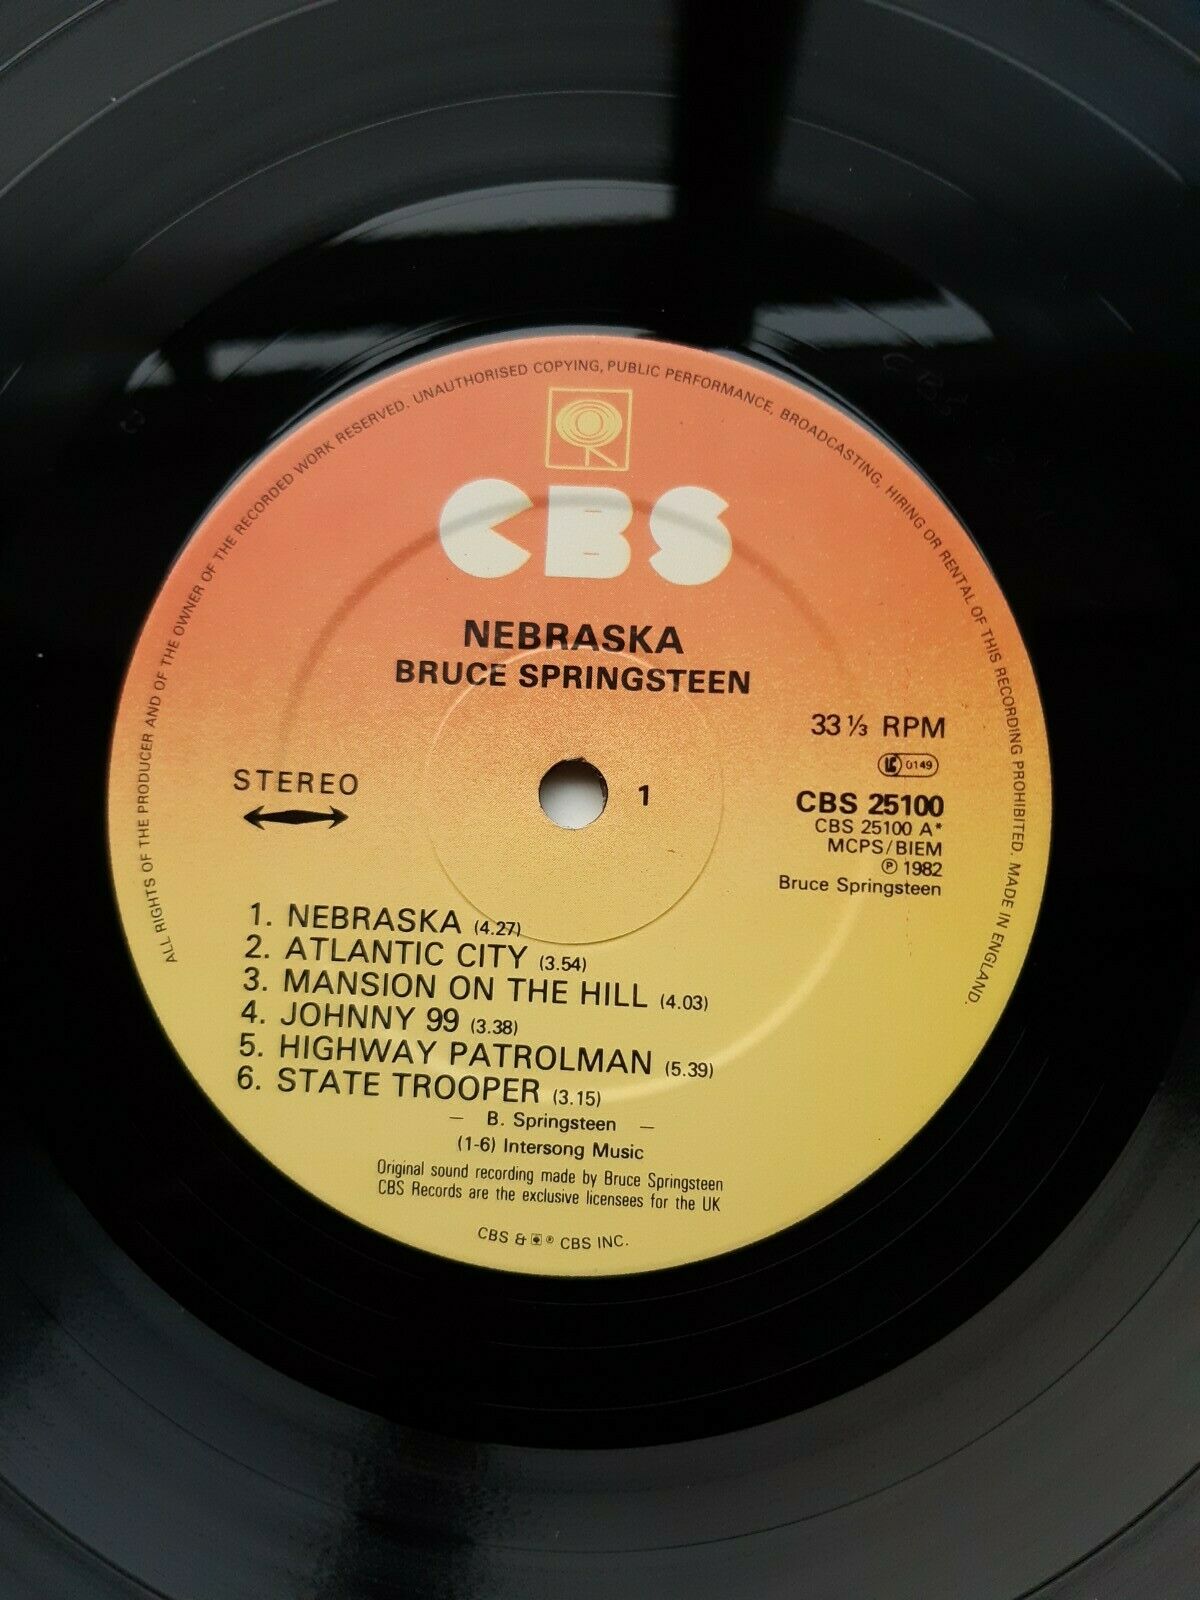 ALL RIGHTS OF THE PRODUCER AND OF THE OWNER OF THE RECORDED WORK RESERVED. UNAUTHORISED COPYING, PUBLIC PERFORMANCE, BROADCASTING, HIRING OR RENTAL OF THIS RECORDING PROHIBITED. MADE IN ENGLAND.
CBS
NEBRASKA
BRUCE SPRINGSTEEN
33 1/3 RPM
0149
STEREO
1
CBS 25100
CBS 25100 A*
MCPS/BIEM
℗ 1982
Bruce Springsteen
1. NEBRASKA (4.27)
2. ATLANTIC CITY (3.54)
3. MANSION ON THE HILL (4.03)
4. JOHNNY 99 (3.38)
5. HIGHWAY PATROLMAN (5.39)
6. STATE TROOPER (3.15)
— B. Springsteen —
(1-6) Intersong Music
Original sound recording made by Bruce Springsteen
CBS Records are the exclusive licensees for the UK
CBS & ® CBS INC.